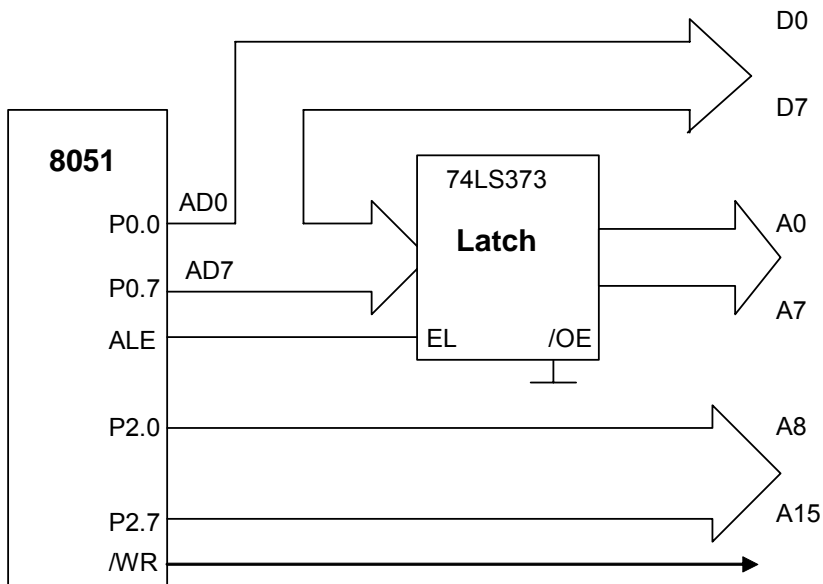 D0
D7
8051
74LS373
AD0
P0.0
Latch
A0
AD7
P0.7
A7
ALE
EL /OE
P2.0
A8
P2.7
A15
/WR